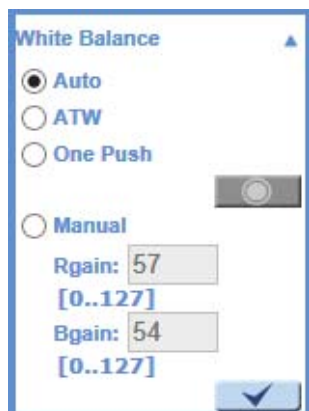 White Balance
Auto
ATW
One Push
Manual
Rgain: 57
[0..127]
Bgain: 54
[0..127]